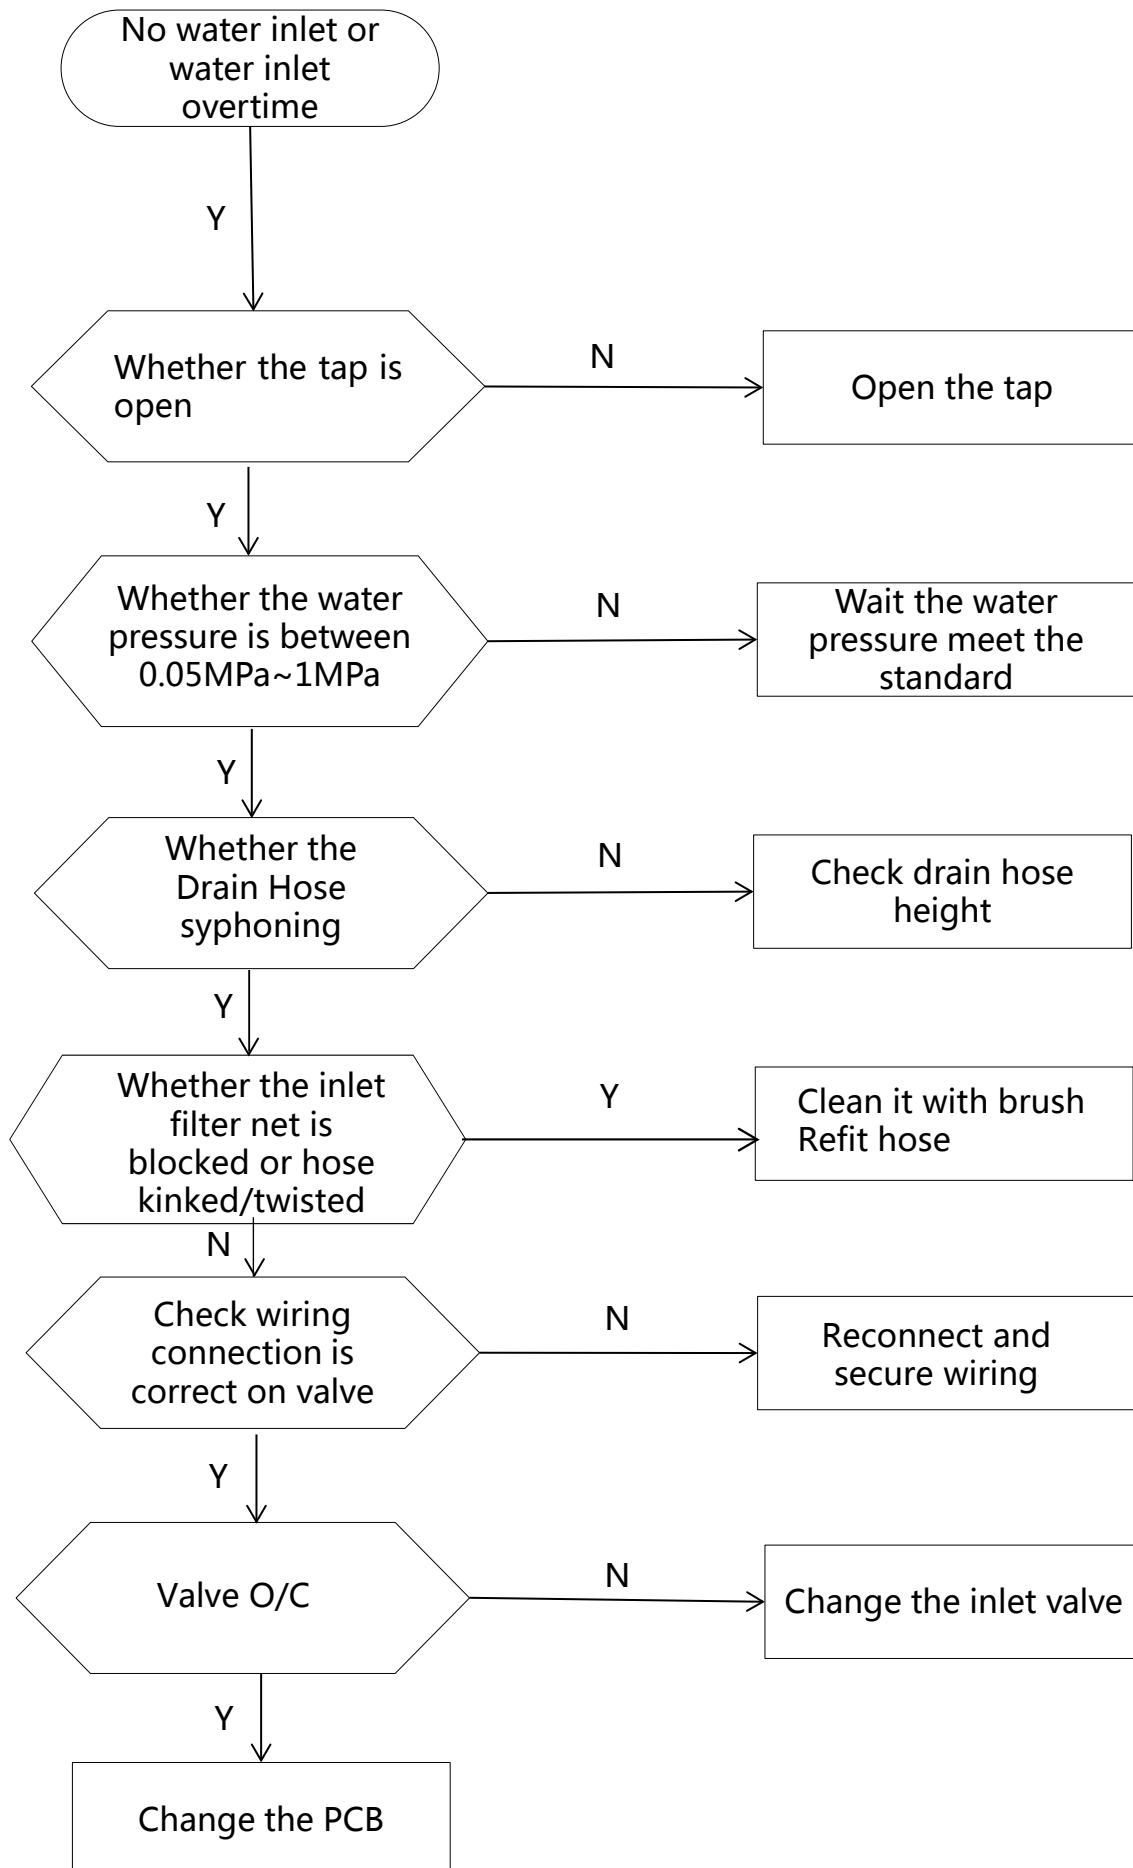 No water inlet or
water inlet
overtime
Y
Whether the tap is
open
N
Open the tap
Y
Whether the water
pressure is between
0.05MPa~1MPa
N
Wait the water
pressure meet the
standard
Y
Whether the
Drain Hose
syphoning
N
Check drain hose
height
Y
Whether the inlet
filter net is
blocked or hose
kinked/twisted
Y
Clean it with brush
Refit hose
N
Check wiring
connection is
correct on valve
N
Reconnect and
secure wiring
Y
Valve O/C
N
Change the inlet valve
Y
Change the PCB